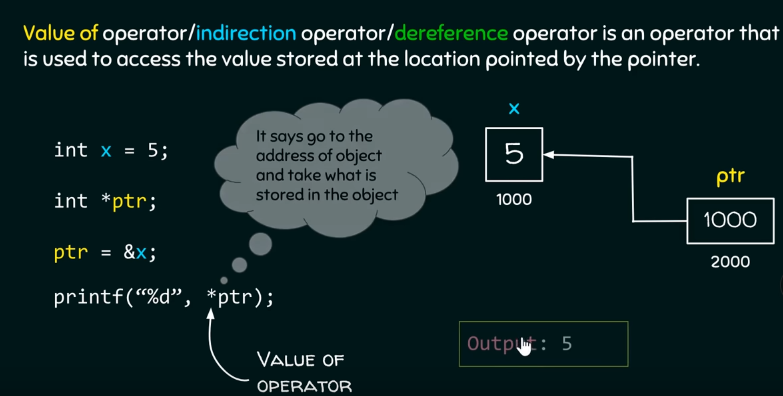 Value of operator/indirection operator/dereference operator is an operator that
is used to access the value stored at the location pointed by the pointer.
int x = 5;
int *ptr;
ptr = &x;
printf(“%d”, *ptr);
It says go to the
address of object
and take what is
stored in the object
VALUE OF
OPERATOR
x
5
1000
ptr
1000
2000
Output: 5